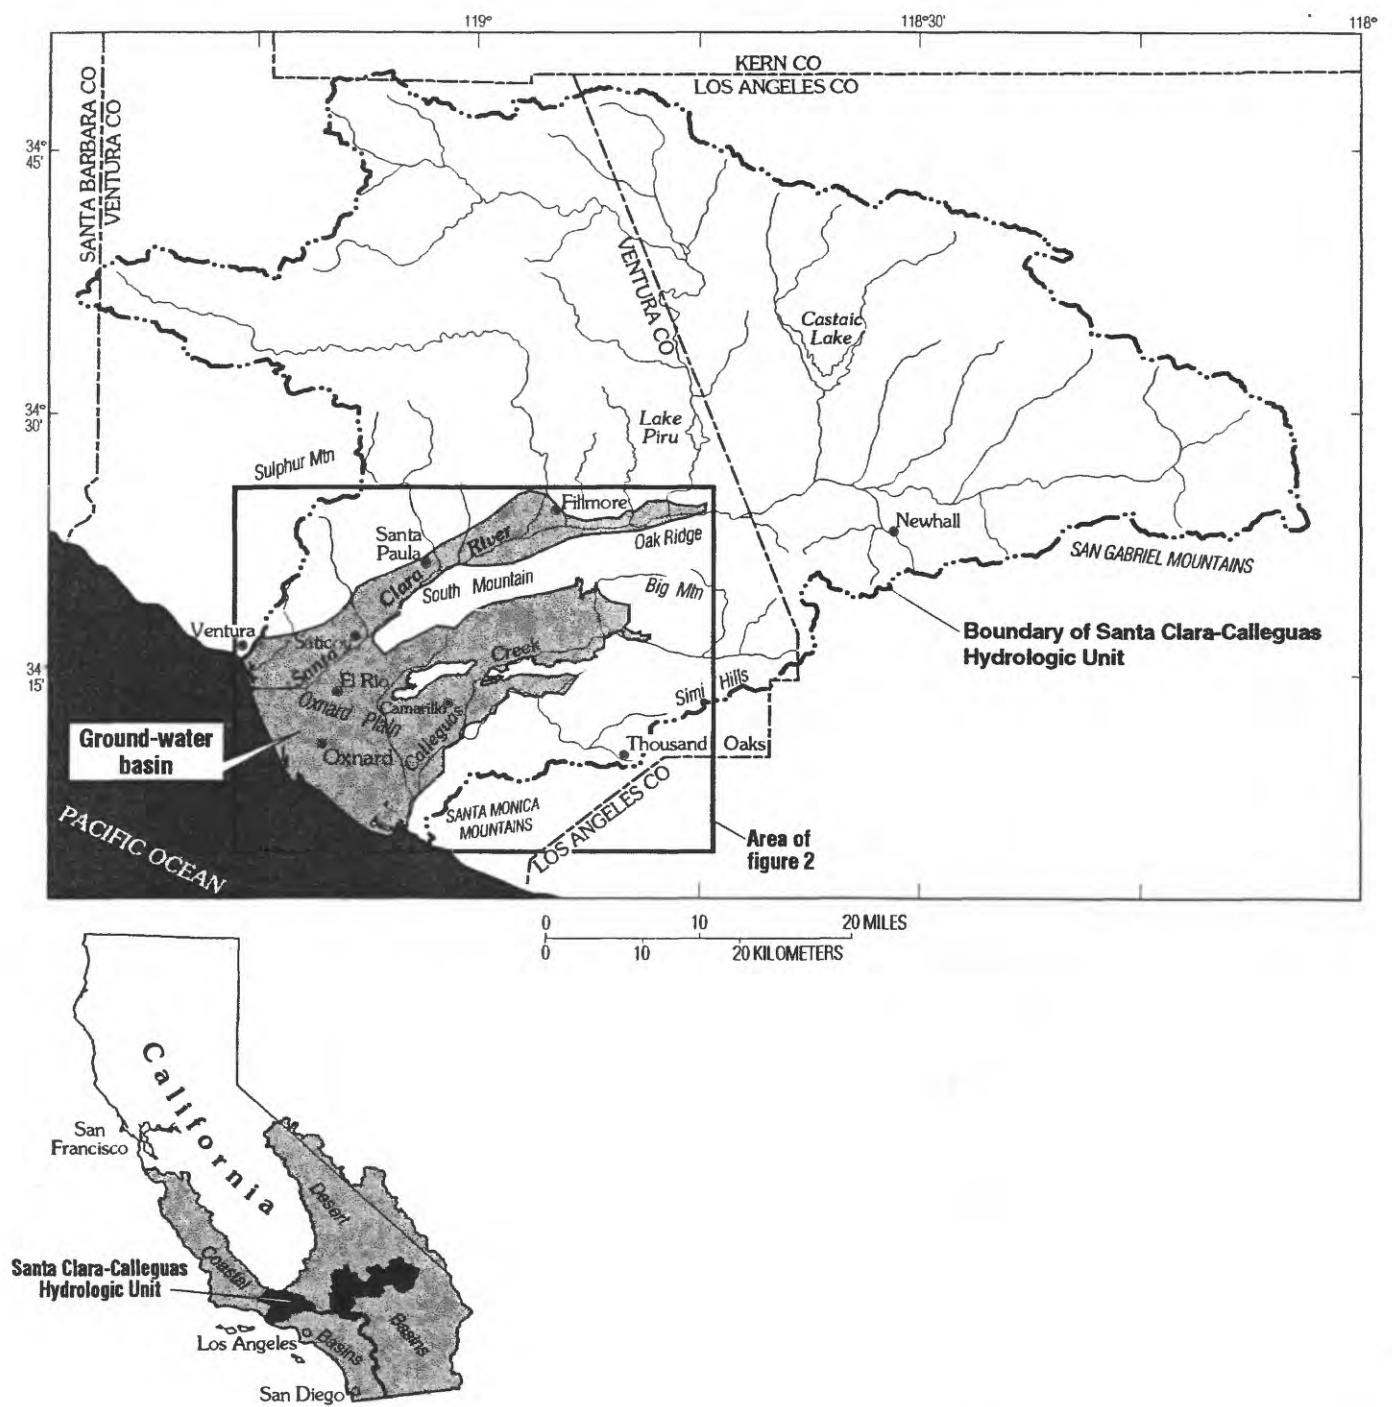 119°
118°30'
118°
KERN CO
LOS ANGELES CO
SANTA BARBARA CO
VENTURA CO
34°
45'
VENTURA CO
Castaic
Lake
34°
30'
Lake
Piru
Sulphur Mtn
Fillmore
Santa
Paula
River
Oak Ridge
Newhall
SAN GABRIEL MOUNTAINS
Clara
South Mountain
Big Mtn
Ventura
Saticoy
Santa
Creek
Boundary of Santa Clara-Calleguas
Hydrologic Unit
34°
15'
El Rio
Oxnard Plain
Camarillo
Calleguas
Simi Hills
Ground-water
basin
Oxnard
Thousand Oaks
SANTA MONICA
MOUNTAINS
LOS ANGELES CO
Area of
figure 2
PACIFIC OCEAN
0 10 20 MILES
0 10 20 KILOMETERS
California
San
Francisco
Desert
Coastal
Santa Clara-Calleguas
Hydrologic Unit
Los Angeles
Basins
Basins
San Diego